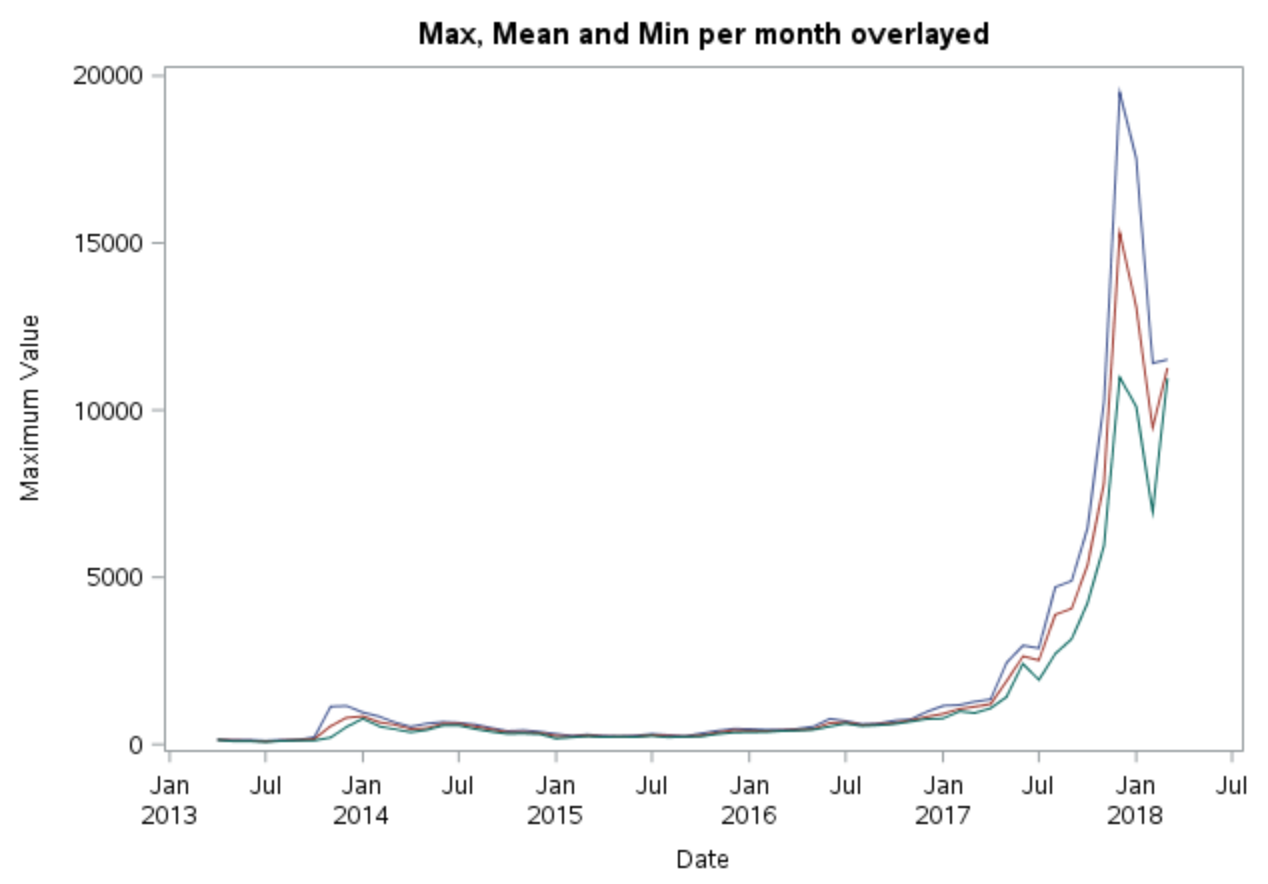 Max, Mean and Min per month overlayed
20000
15000
10000
5000
0
Maximum Value
Jan Jul Jan Jul Jan Jul Jan Jul Jan Jul Jan Jul
2013 2014 2015 2016 2017 2018
Date